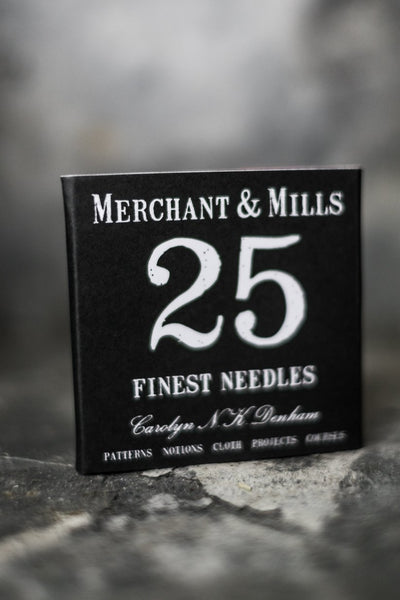 MERCHANT & MILLS
25
FINEST NEEDLES
Carolyn N.K. Denham
PATTERNS NOTIONS CLOTH PROJECTS COURSES